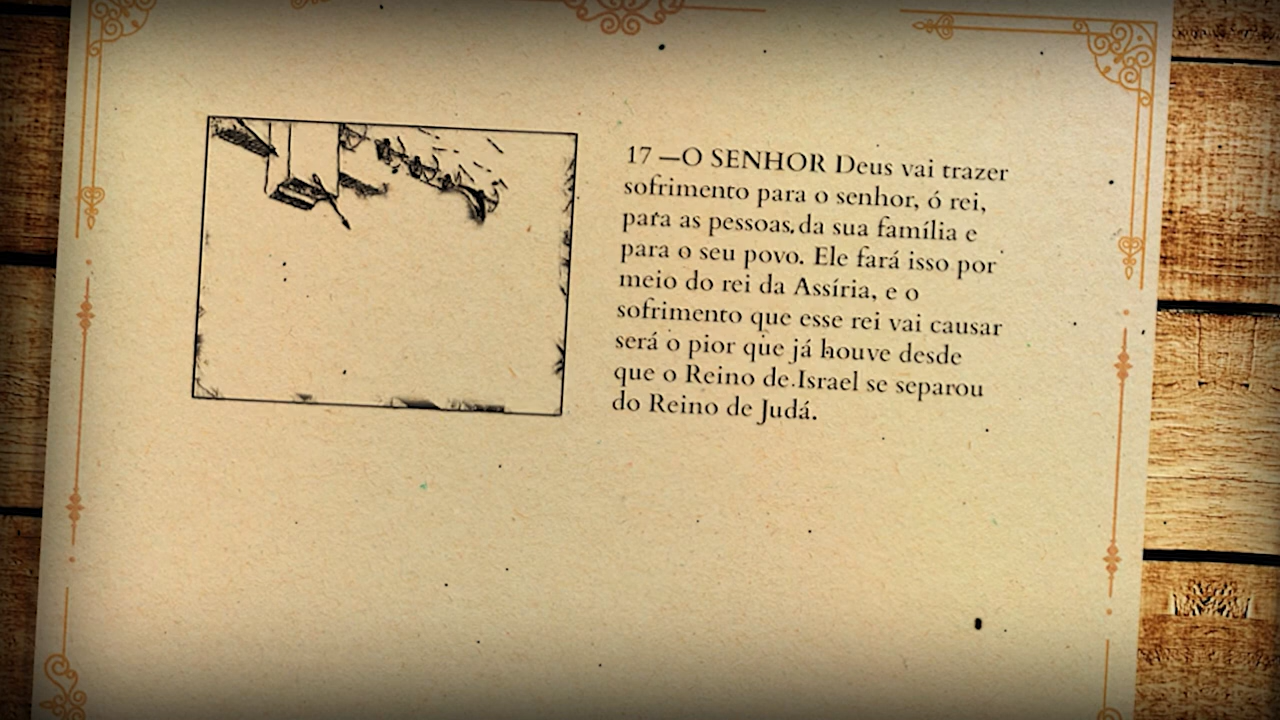 17 —O SENHOR Deus vai trazer
sofrimento para o senhor, ó rei,
para as pessoas da sua família e
para o seu povo. Ele fará isso por
meio do rei da Assíria, e o
sofrimento que esse rei vai causar
será o pior que já houve desde
que o Reino de Israel se separou
do Reino de Judá.